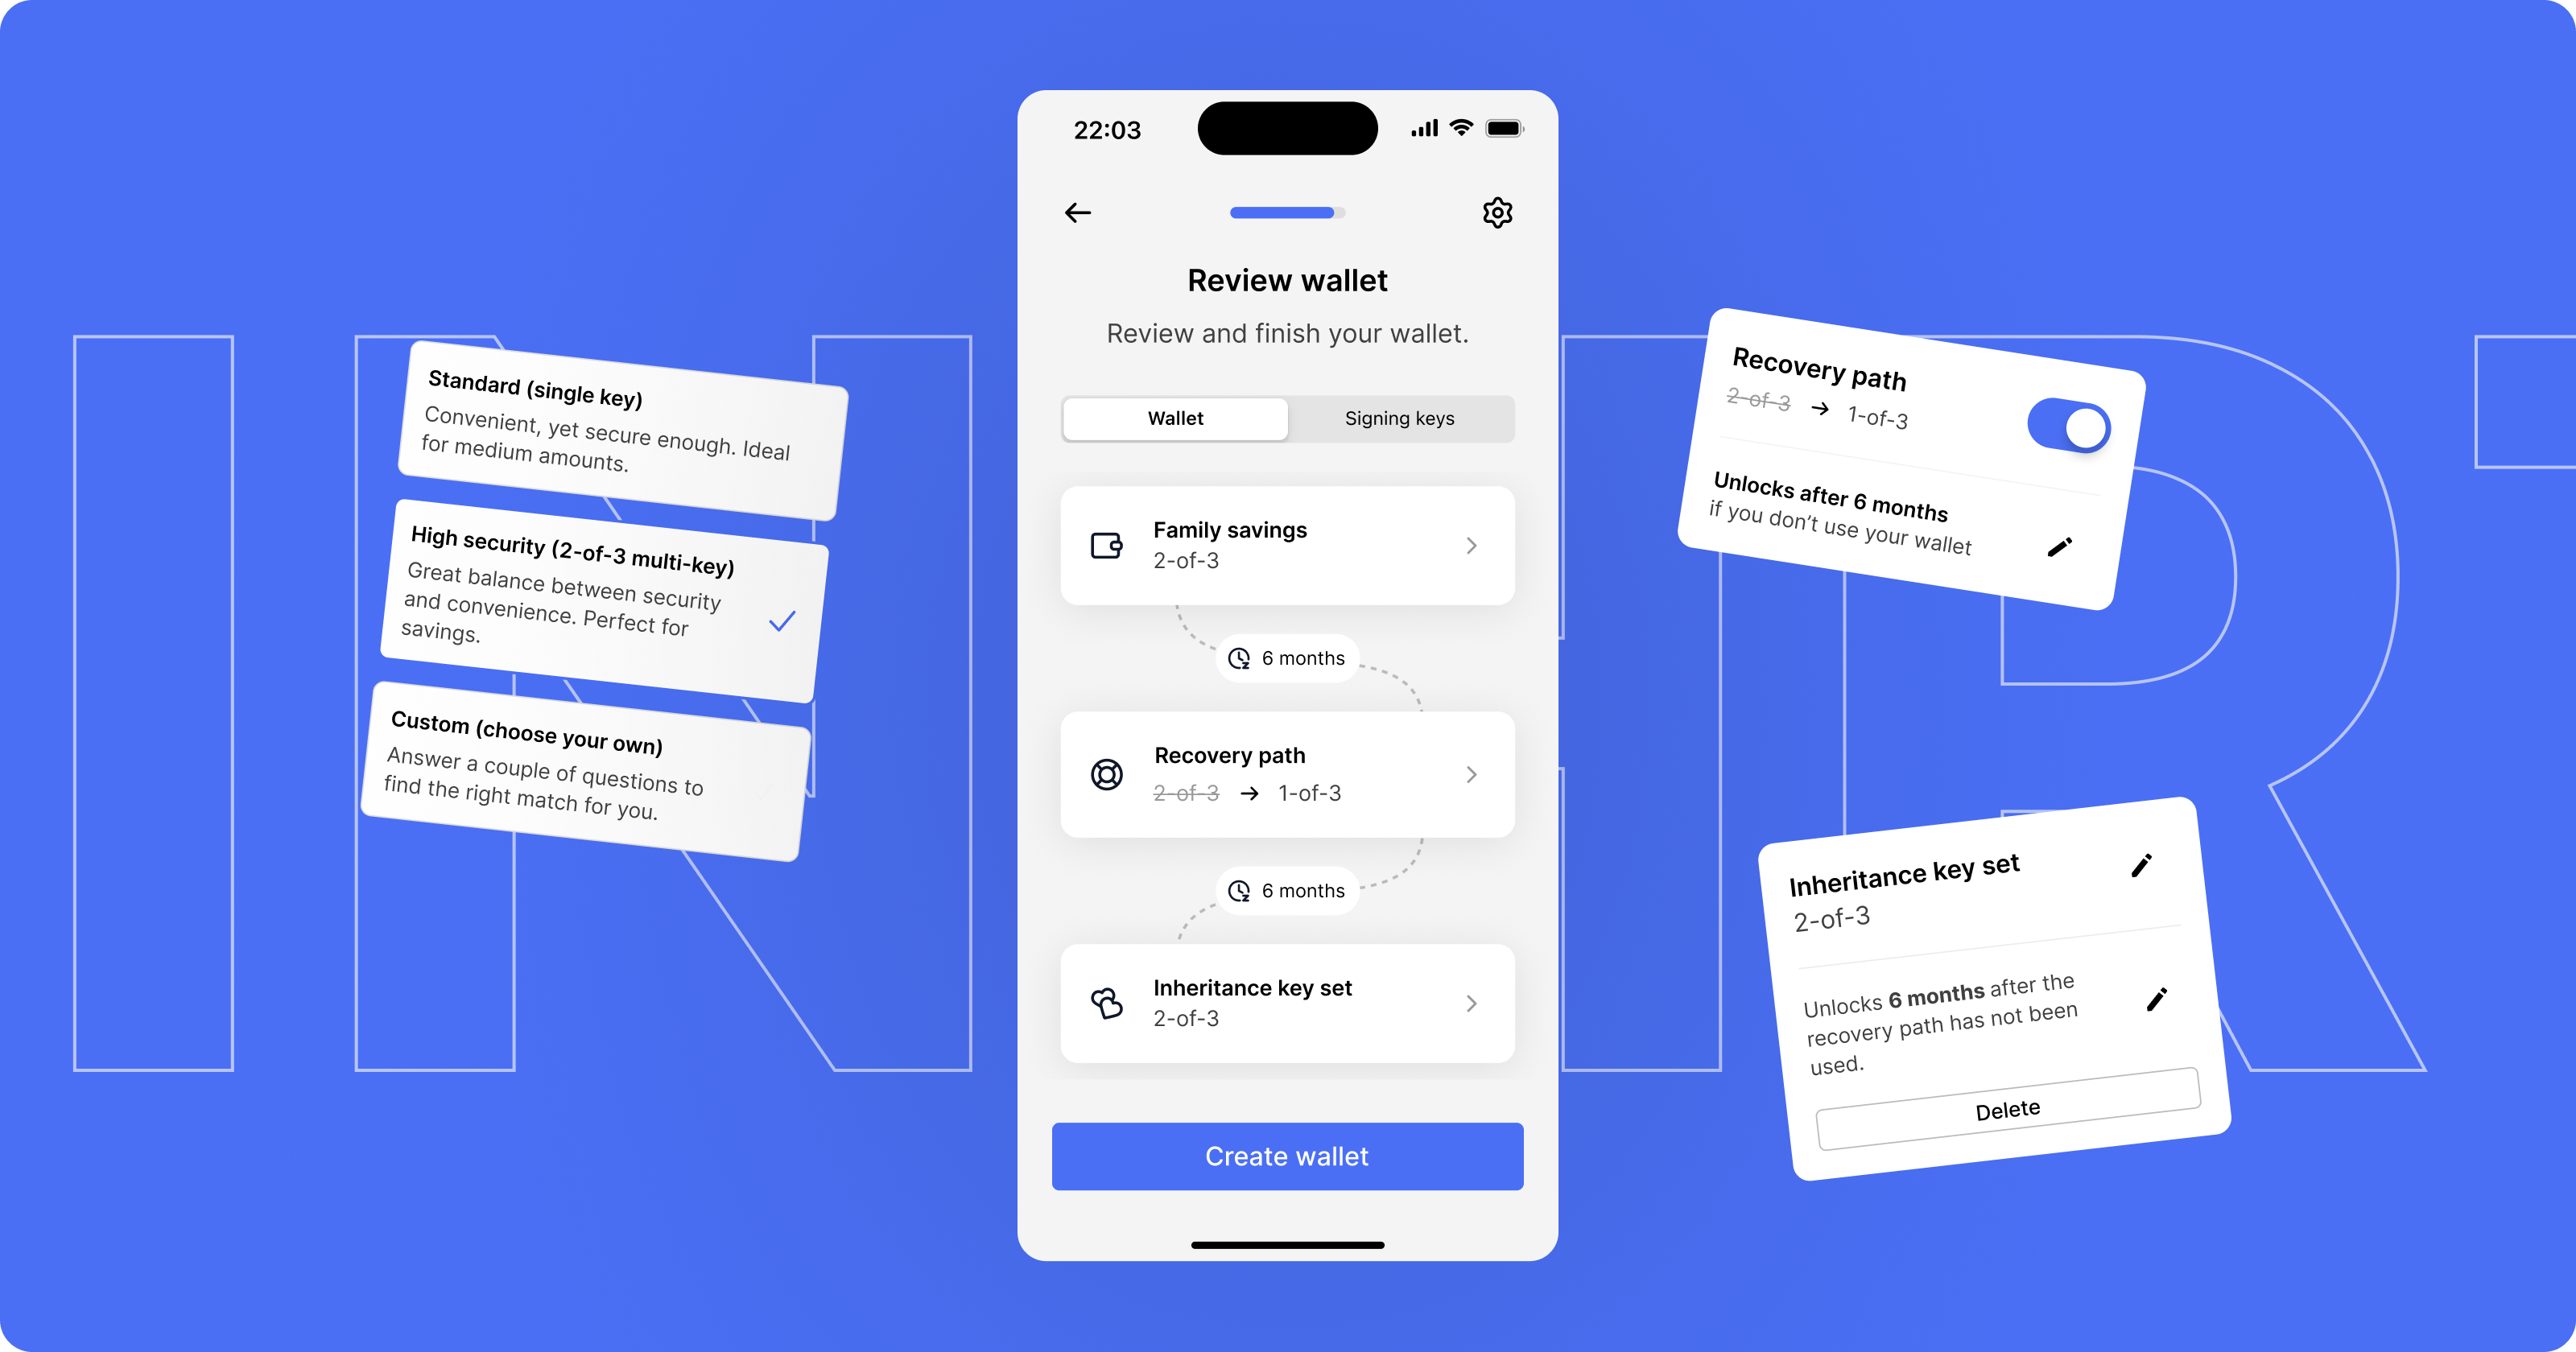 Standard (single key)
Convenient, yet secure enough. Ideal
for medium amounts.
High security (2-of-3 multi-key)
Great balance between security
and convenience. Perfect for
savings.
Custom (choose your own)
Answer a couple of questions to
find the right match for you.
22:03
Review wallet
Review and finish your wallet.
Wallet
Signing keys
Family savings
2-of-3
6 months
Recovery path
2-of-3 → 1-of-3
6 months
Inheritance key set
2-of-3
Create wallet
Recovery path
2-of-3 → 1-of-3
Unlocks after 6 months
if you don’t use your wallet
Inheritance key set
2-of-3
Unlocks 6 months after the
recovery path has not been
used.
Delete